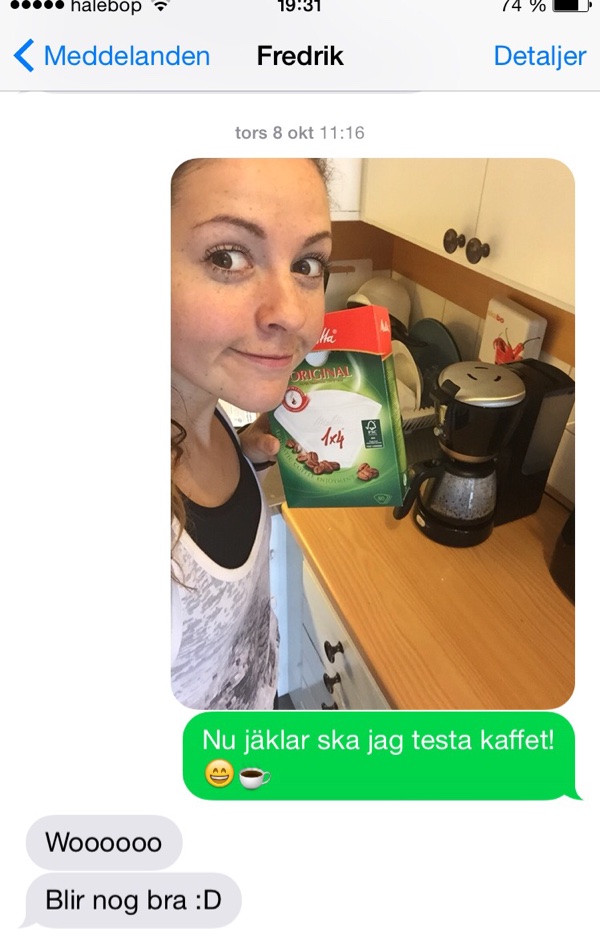 halebop 19:31 74 %
Meddelanden Fredrik Detaljer
tors 8 okt 11:16
ORIGINAL
1x4
FSC
Nu jäklar ska jag testa kaffet!
😄☕
Woooooo
Blir nog bra :D